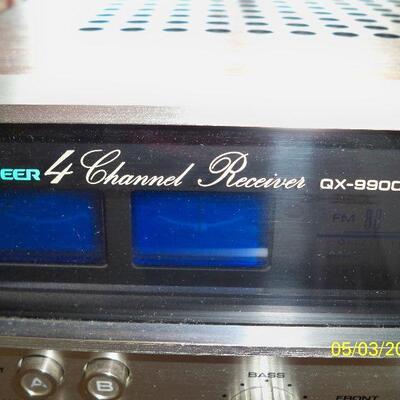 EER 4 Channel Receiver QX-990
FM
05/03/20
A B
BASS
FRONT